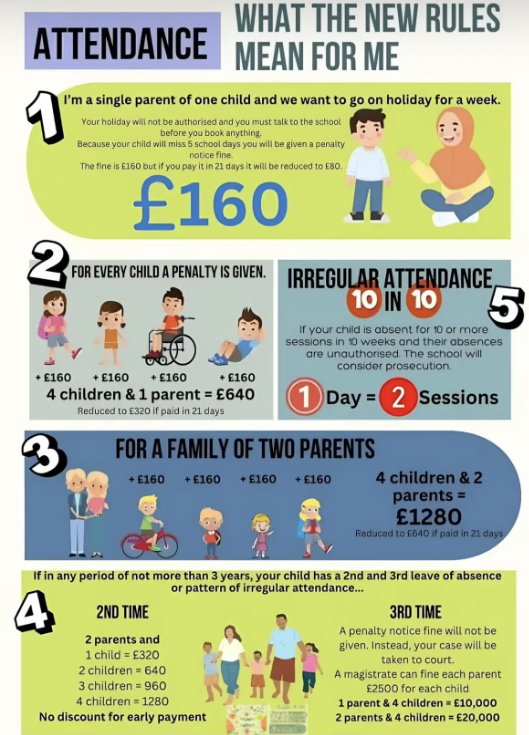 ATTENDANCE
WHAT THE NEW RULES
MEAN FOR ME
1
I'm a single parent of one child and we want to go on holiday for a week.
Your holiday will not be authorised and you must talk to the school
before you book anything.
Because your child will miss 5 school days you will be given a penalty
notice fine.
The fine is £160 but if you pay it in 21 days it will be reduced to £80.
£160
2
FOR EVERY CHILD A PENALTY IS GIVEN.
+ £160 + £160 + £160 + £160
4 children & 1 parent = £640
Reduced to £320 if paid in 21 days
IRREGULAR ATTENDANCE
10 IN 10
5
If your child is absent for 10 or more
sessions in 10 weeks and their absences
are unauthorised. The school will
consider prosecution.
1 Day = 2 Sessions
3
FOR A FAMILY OF TWO PARENTS
+ £160 + £160 + £160 + £160
4 children & 2
parents =
£1280
Reduced to £640 if paid in 21 days
If in any period of not more than 3 years, your child has a 2nd and 3rd leave of absence
or pattern of irregular attendance...
4
2ND TIME
2 parents and
1 child = £320
2 children = 640
3 children = 960
4 children = 1280
No discount for early payment
3RD TIME
A penalty notice fine will not be
given. Instead, your case will be
taken to court.
A magistrate can fine each parent
£2500 for each child
1 parent & 4 children = £10,000
2 parents & 4 children = £20,000